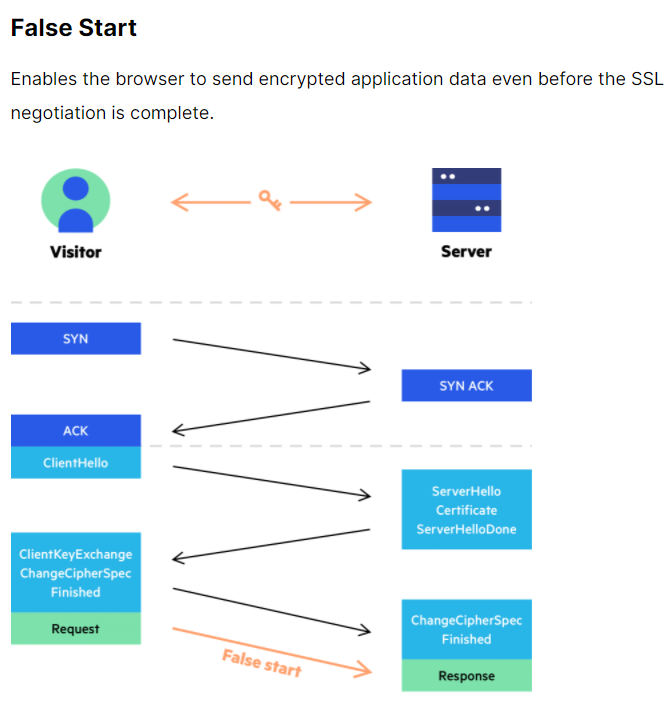 False Start
Enables the browser to send encrypted application data even before the SSL
negotiation is complete.
Visitor
Server
SYN
SYN ACK
ACK
ClientHello
ServerHello
Certificate
ServerHelloDone
ClientKeyExchange
ChangeCipherSpec
Finished
Request
False start
ChangeCipherSpec
Finished
Response